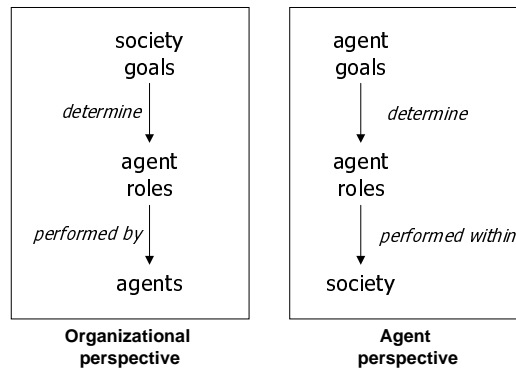 society
goals
determine
agent
roles
performed by
agents
Organizational
perspective
agent
goals
determine
agent
roles
performed within
society
Agent
perspective